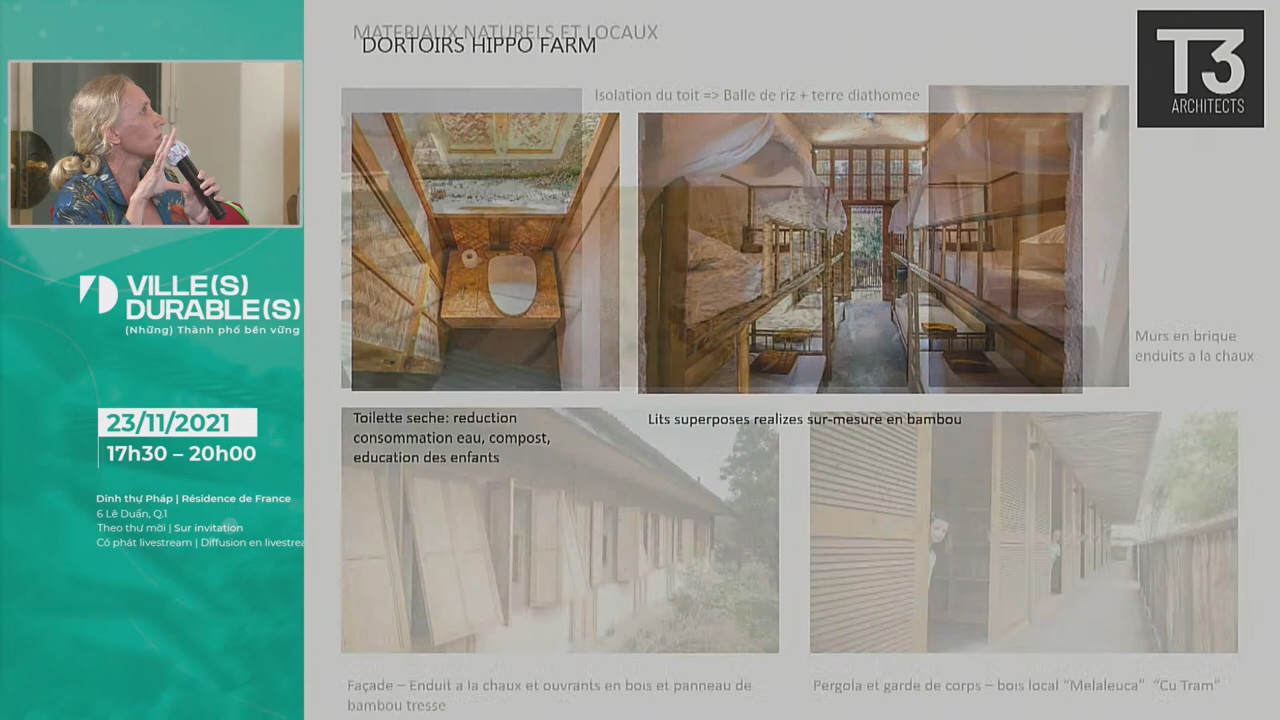 VILLE(S)
DURABLE(S)
(Những) Thành phố bền vững
23/11/2021
17h30 – 20h00
Dinh thự Pháp | Résidence de France
6 Lê Duẩn, Q.1
Theo thư mời | Sur invitation
Có phát livestream | Diffusion en livestrea
MATERIAUX NATURELS ET LOCAUX
DORTOIRS HIPPO FARM
T3
ARCHITECTS
Isolation du toit => Balle de riz + terre diathomee
Murs en brique
enduits a la chaux
Toilette seche: reduction
consommation eau, compost,
education des enfants
Lits superposes realizes sur-mesure en bambou
Façade – Enduit a la chaux et ouvrants en bois et panneau de
bambou tresse
Pergola et garde de corps – bois local “Melaleuca” “Cu Tram”